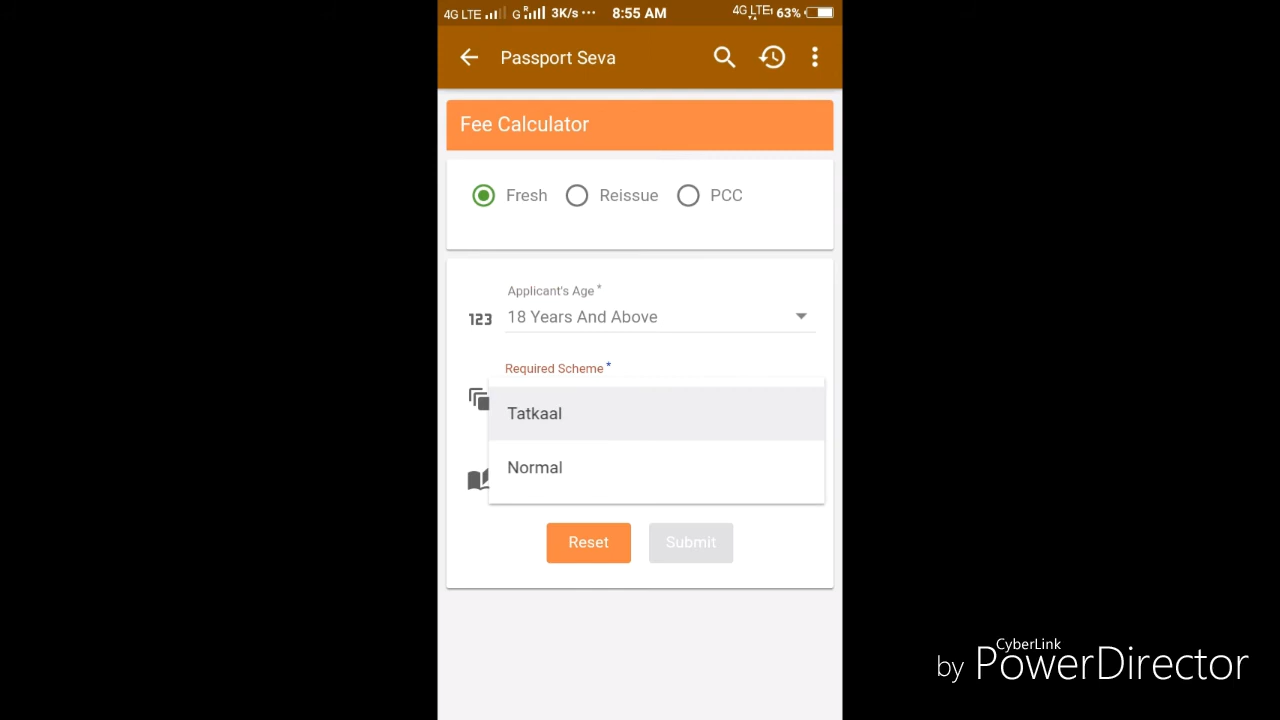 4G LTE G R 3K/s ... 8:55 AM 4G LTE 63%
Passport Seva
Fee Calculator
Fresh Reissue PCC
Applicant's Age *
123 18 Years And Above
Required Scheme *
Tatkaal
Normal
Reset Submit
CyberLink
by PowerDirector